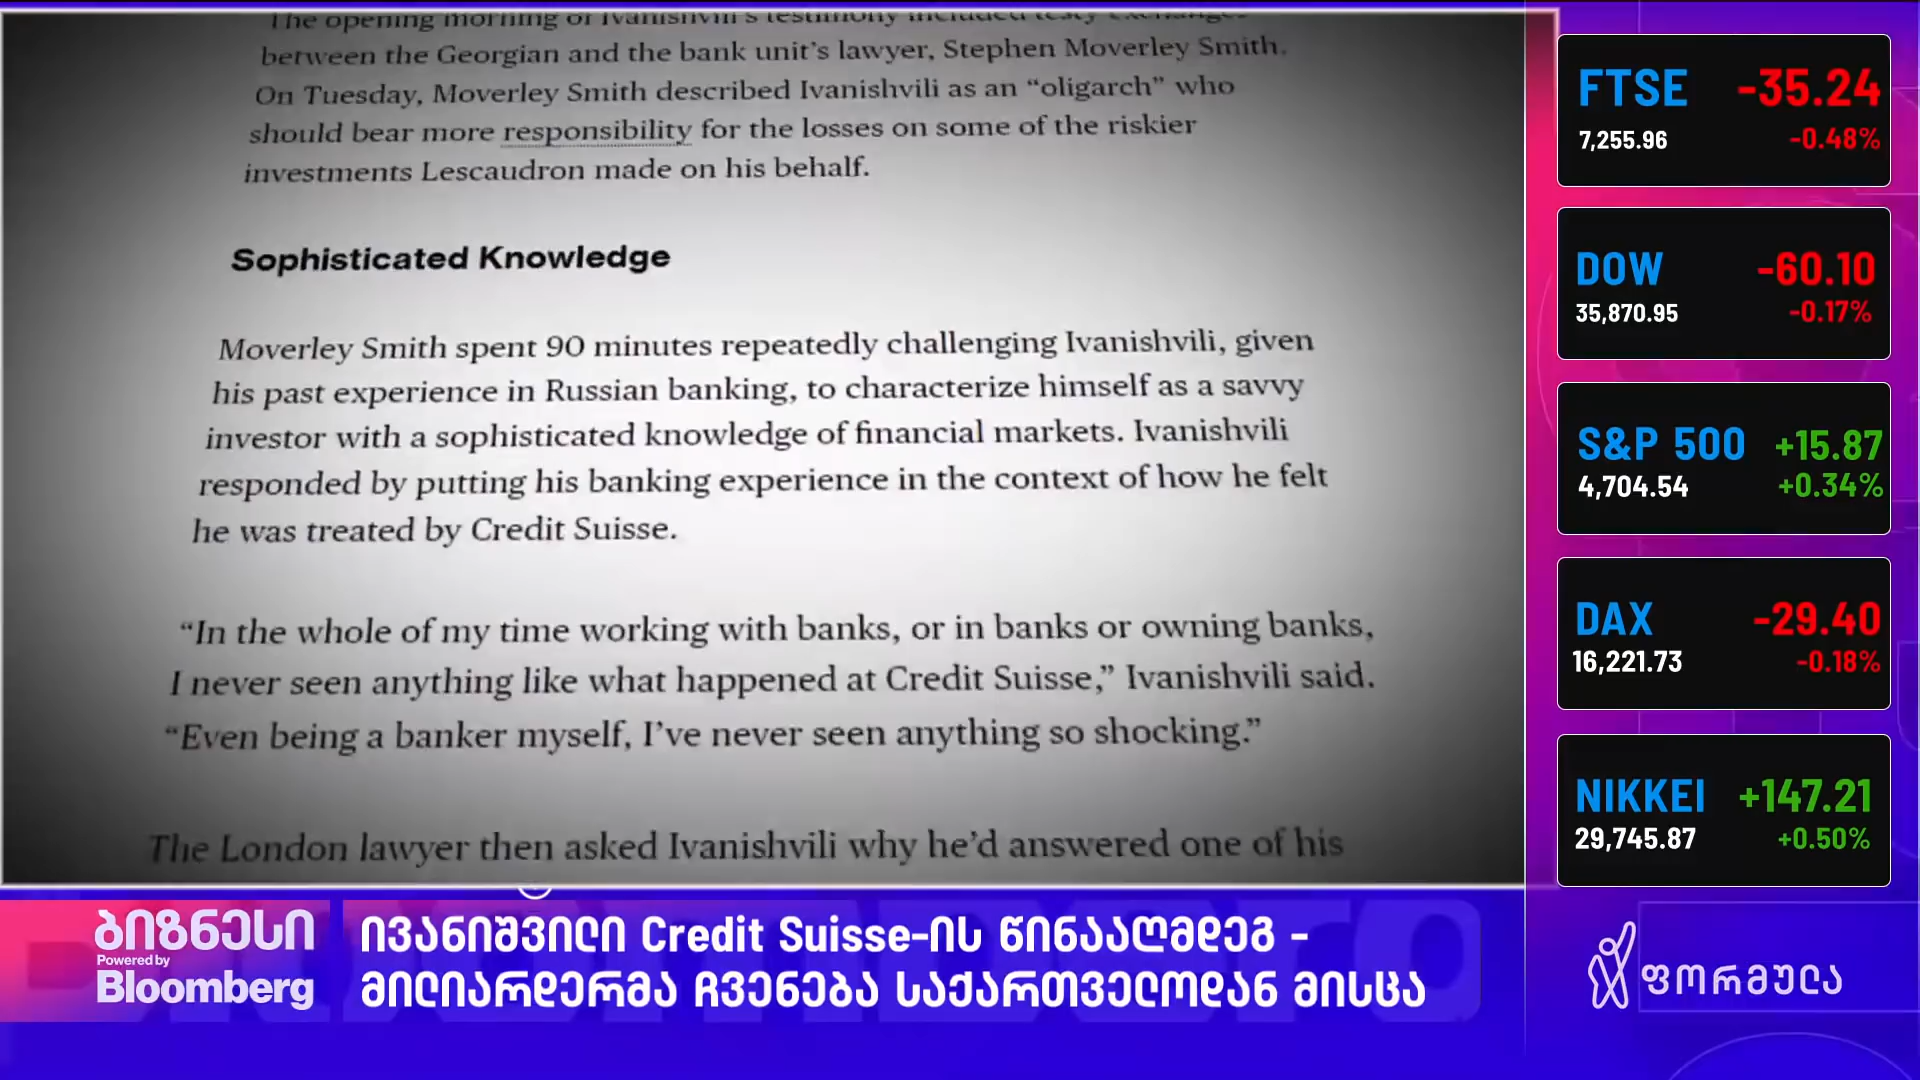 The opening morning of Ivanishvili's testimony included testy exchanges
between the Georgian and the bank unit's lawyer, Stephen Moverley Smith.
On Tuesday, Moverley Smith described Ivanishvili as an “oligarch” who
should bear more responsibility for the losses on some of the riskier
investments Lescaudron made on his behalf.
Sophisticated Knowledge
Moverley Smith spent 90 minutes repeatedly challenging Ivanishvili, given
his past experience in Russian banking, to characterize himself as a savvy
investor with a sophisticated knowledge of financial markets. Ivanishvili
responded by putting his banking experience in the context of how he felt
he was treated by Credit Suisse.
“In the whole of my time working with banks, or in banks or owning banks,
I never seen anything like what happened at Credit Suisse,” Ivanishvili said.
“Even being a banker myself, I’ve never seen anything so shocking.”
The London lawyer then asked Ivanishvili why he’d answered one of his
FTSE -35.24
7,255.96 -0.48%
DOW -60.10
35,870.95 -0.17%
S&P 500 +15.87
4,704.54 +0.34%
DAX -29.40
16,221.73 -0.18%
NIKKEI +147.21
29,745.87 +0.50%
ბიზნესი
Powered by
Bloomberg
ივანიშვილი Credit Suisse-ის წინააღმდეგ -
მილიარდერმა ჩვენება საქართველოდან მისცა
ფორმულა